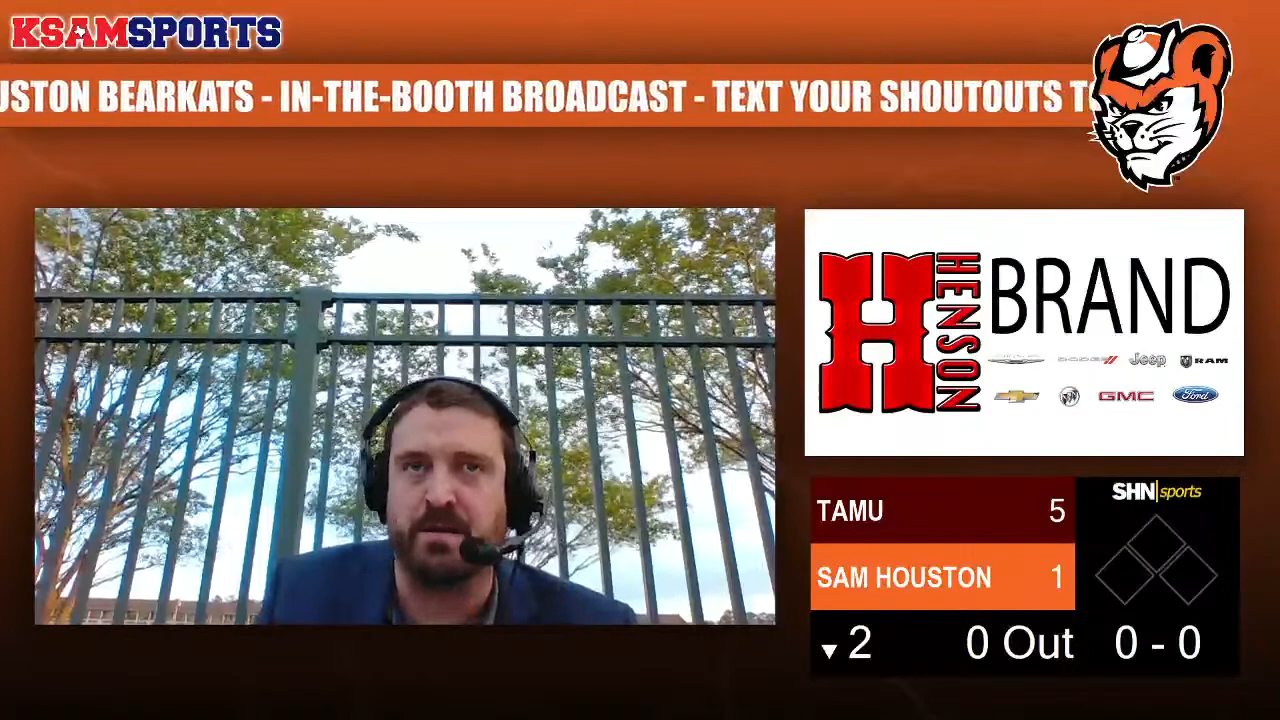 KSAMSPORTS
USTON BEARKATS - IN-THE-BOOTH BROADCAST - TEXT YOUR SHOUTOUTS T
HENSON
H
BRAND
DODGE Jeep RAM
GMC Ford
SHN|sports
TAMU 5
SAM HOUSTON 1
▼ 2 0 Out 0 - 0